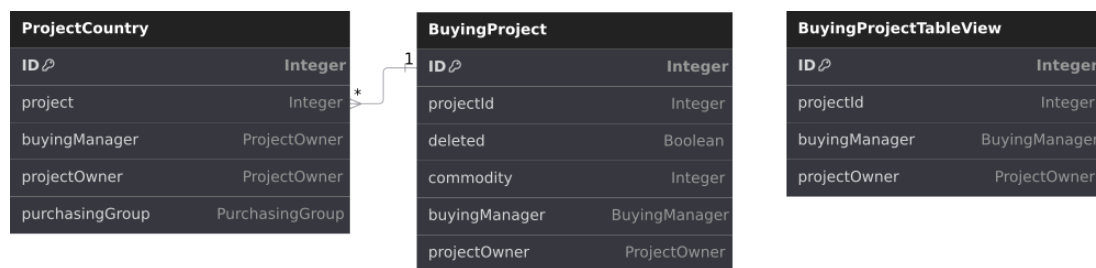 ProjectCountry
ID Integer
project Integer
buyingManager ProjectOwner
projectOwner ProjectOwner
purchasingGroup PurchasingGroup
*
1
BuyingProject
ID Integer
projectId Integer
deleted Boolean
commodity Integer
buyingManager BuyingManager
projectOwner ProjectOwner
BuyingProjectTableView
ID Integer
projectId Integer
buyingManager BuyingManager
projectOwner ProjectOwner